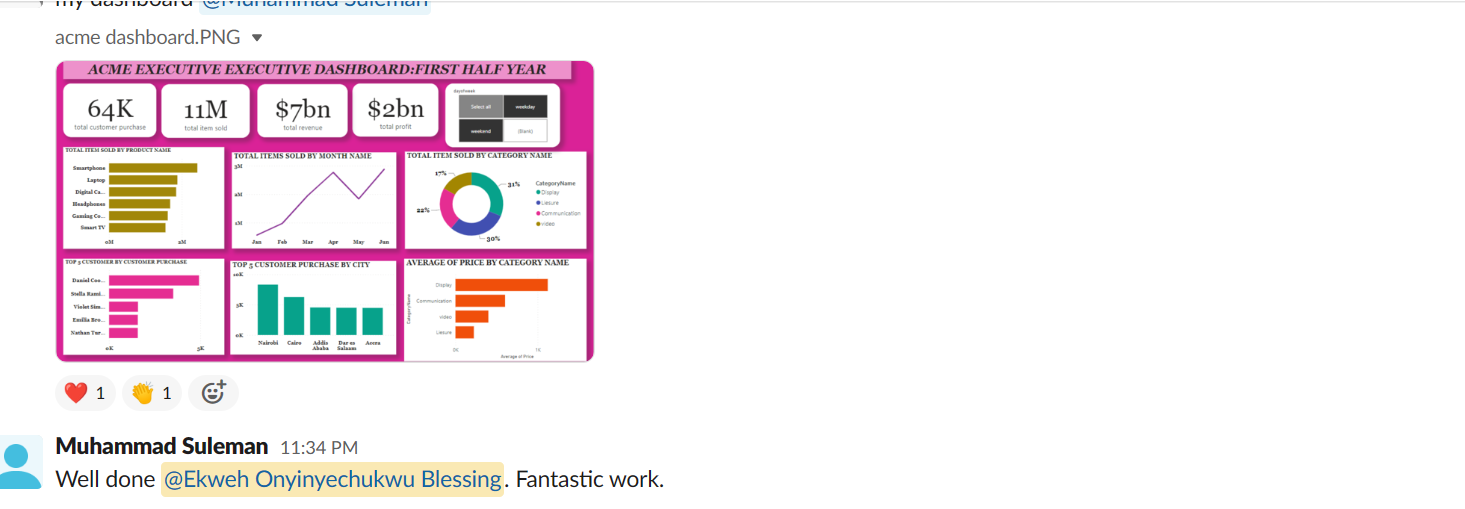 my dashboard @Muhammad Suleman
acme dashboard.PNG
ACME EXECUTIVE EXECUTIVE DASHBOARD:FIRST HALF YEAR
64K
total customer purchase
11M
total item sold
$7bn
total revenue
$2bn
total profit
Select all
weekday
weekend
(Blank)
TOTAL ITEM SOLD BY PRODUCT NAME
Smartphone
Laptop
Digital Ca...
Headphones
Gaming Co...
Smart TV
0M 2M
TOTAL ITEMS SOLD BY MONTH NAME
3M
2M
1M
Jan Feb Mar Apr May Jun
TOTAL ITEM SOLD BY CATEGORY NAME
17%
31%
22%
30%
CategoryName
Display
Communication
video
TOP 5 CUSTOMER BY CUSTOMER PURCHASE
Daniel Coo...
Stella Rami...
Violet Sim...
Emilia Bro...
Nathan Tur...
0K 5K
TOP 5 CUSTOMER PURCHASE BY CITY
10K
5K
0K
Nairobi Cairo Addis Ababa Dar es Salaam Accra
AVERAGE OF PRICE BY CATEGORY NAME
CategoryName
Display
Communication
video
0K 1K
Average of Price
1
1
Muhammad Suleman 11:34 PM
Well done @Ekweh Onyinyechukwu Blessing. Fantastic work.